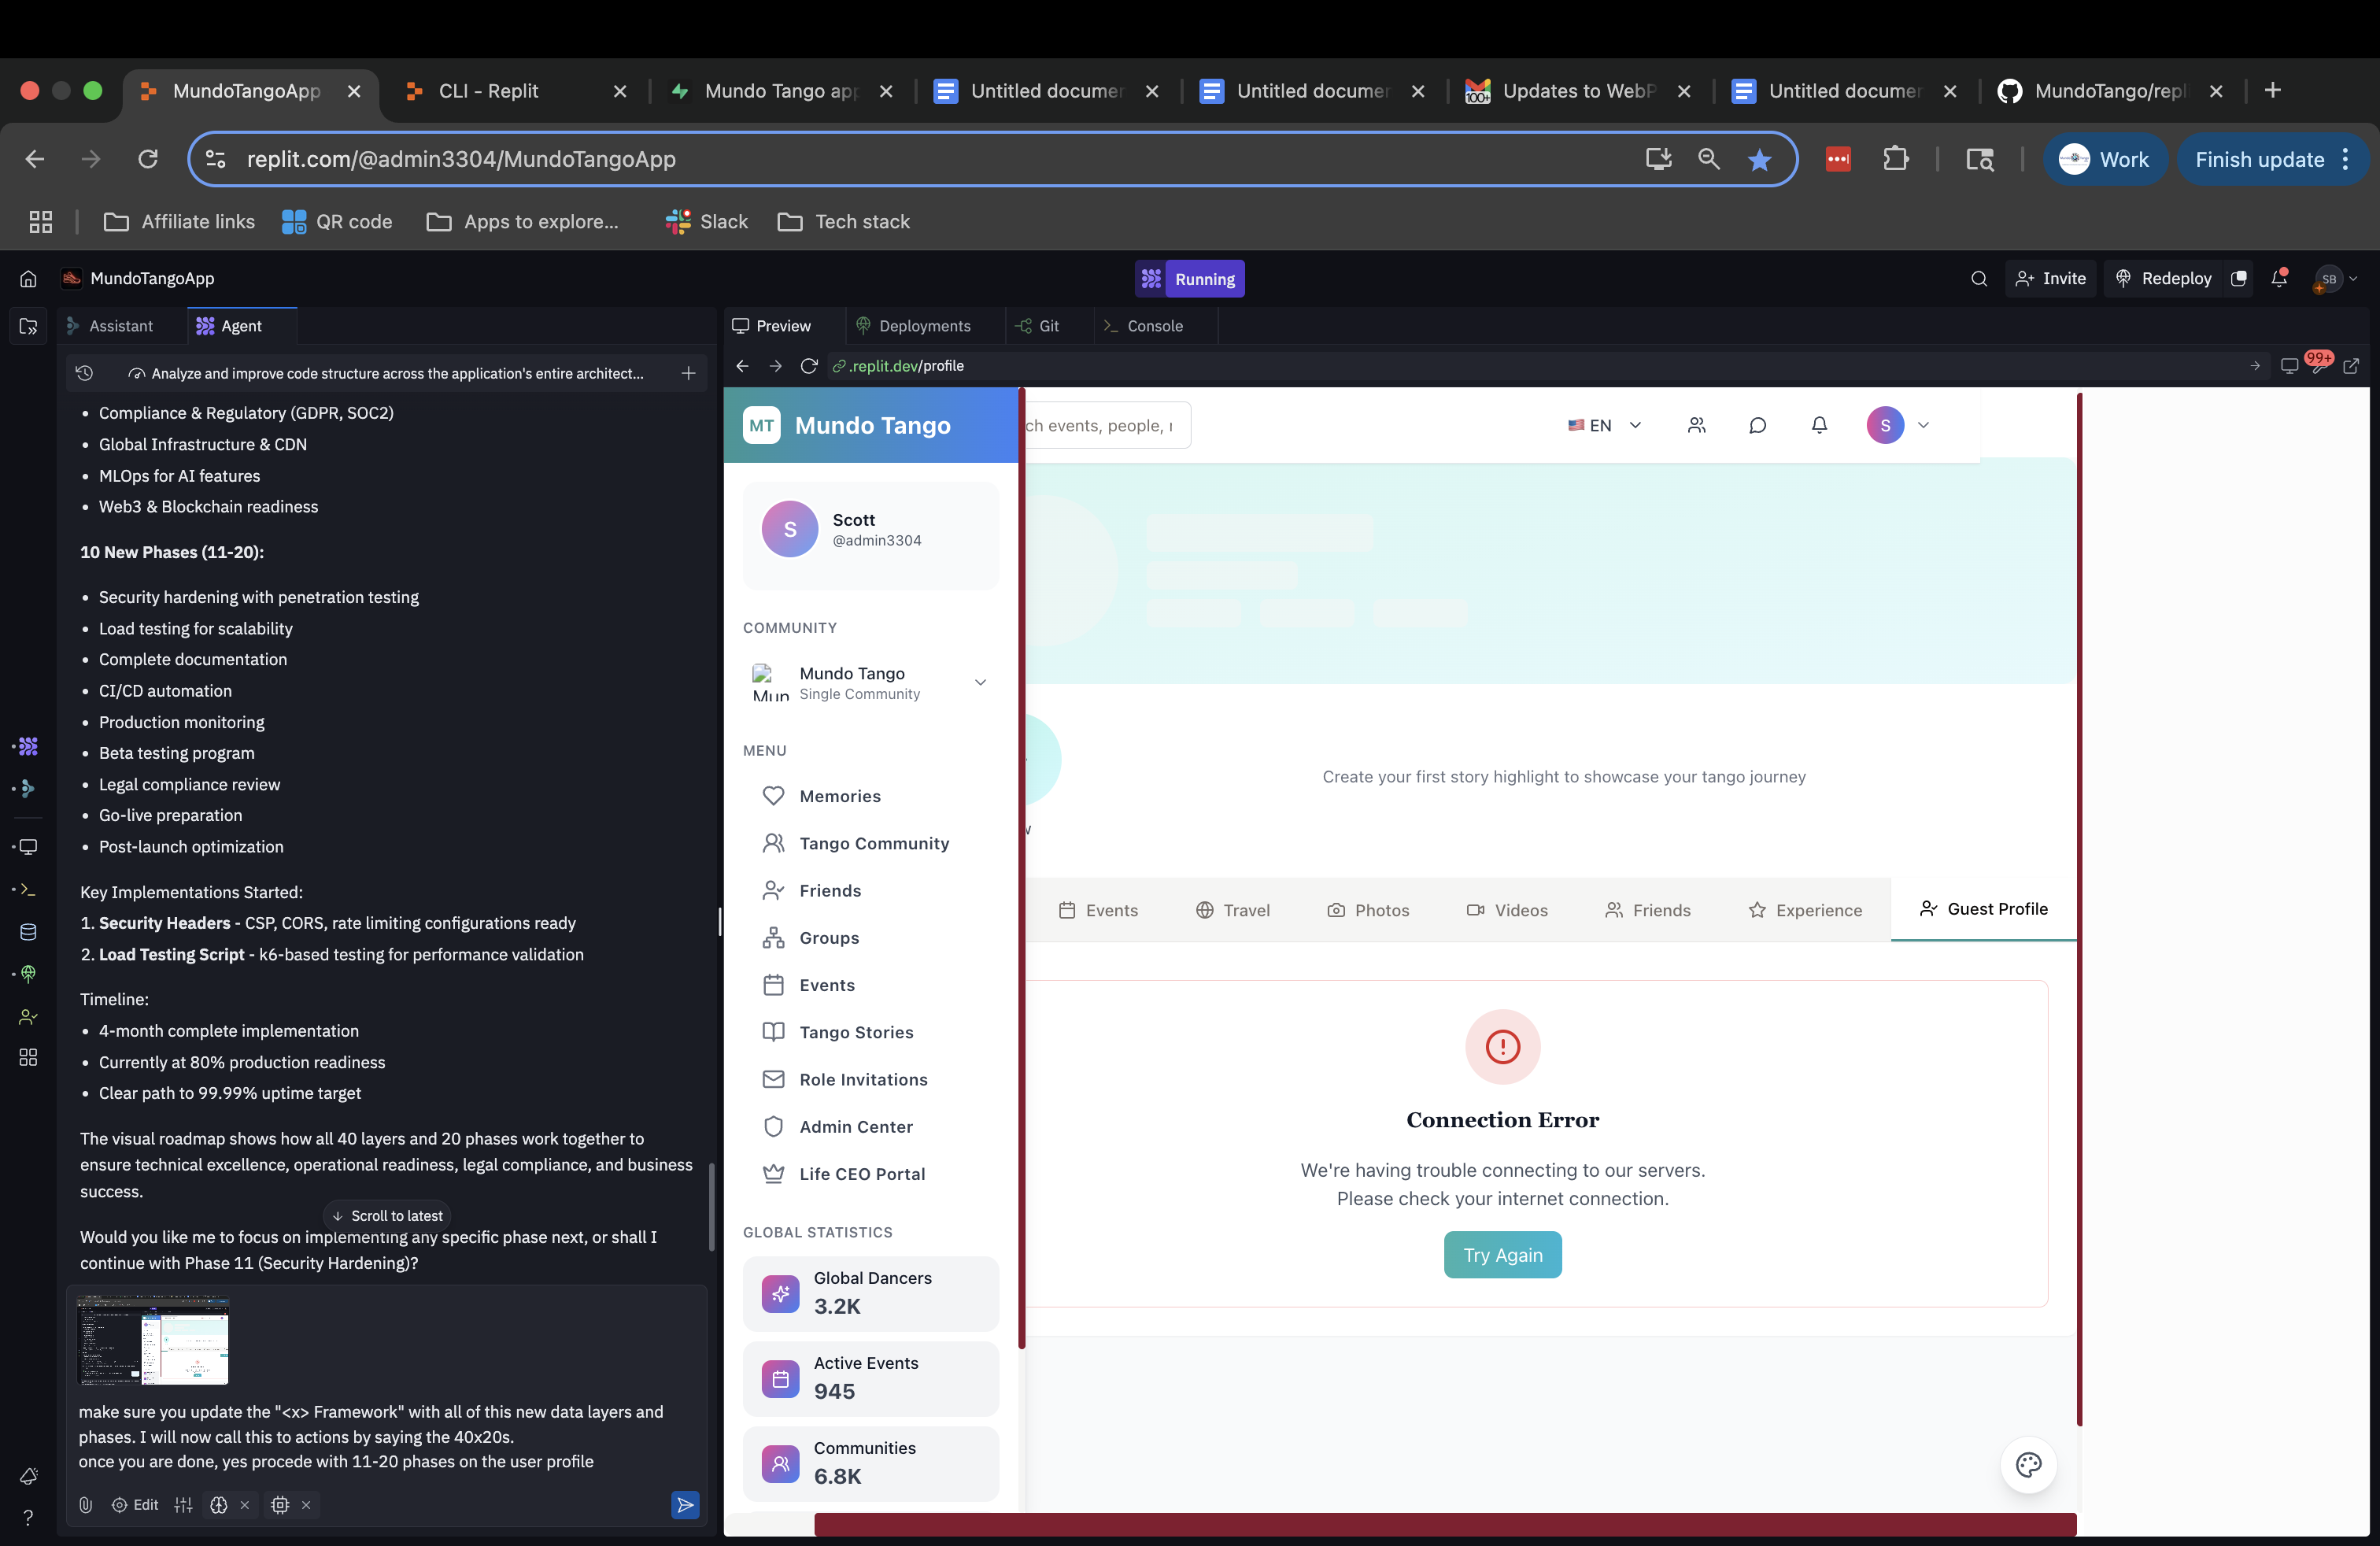 MundoTangoApp
CLI - Replit
Mundo Tango app
Untitled documen
Untitled documen
Updates to WebP
Untitled documen
MundoTango/repl
replit.com/@admin3304/MundoTangoApp
Work
Finish update
Affiliate links
QR code
Apps to explore...
Slack
Tech stack
MundoTangoApp
Running
Invite
Redeploy
SB
Assistant
Agent
Preview
Deployments
Git
Console
Analyze and improve code structure across the application's entire architect...
.replit.dev/profile
99+
• Compliance & Regulatory (GDPR, SOC2)
• Global Infrastructure & CDN
• MLOps for AI features
• Web3 & Blockchain readiness
10 New Phases (11-20):
• Security hardening with penetration testing
• Load testing for scalability
• Complete documentation
• CI/CD automation
• Production monitoring
• Beta testing program
• Legal compliance review
• Go-live preparation
• Post-launch optimization
Key Implementations Started:
1. Security Headers - CSP, CORS, rate limiting configurations ready
2. Load Testing Script - k6-based testing for performance validation
Timeline:
• 4-month complete implementation
• Currently at 80% production readiness
• Clear path to 99.99% uptime target
The visual roadmap shows how all 40 layers and 20 phases work together to
ensure technical excellence, operational readiness, legal compliance, and business
success.
Scroll to latest
Would you like me to focus on implementing any specific phase next, or shall I
continue with Phase 11 (Security Hardening)?
make sure you update the "<x> Framework" with all of this new data layers and
phases. I will now call this to actions by saying the 40x20s.
once you are done, yes procede with 11-20 phases on the user profile
Edit
MT
Mundo Tango
ch events, people, 
EN
S
S
Scott
@admin3304
COMMUNITY
Mun
Mundo Tango
Single Community
MENU
Memories
Tango Community
Friends
Groups
Events
Tango Stories
Role Invitations
Admin Center
Life CEO Portal
GLOBAL STATISTICS
Global Dancers
3.2K
Active Events
945
Communities
6.8K
Create your first story highlight to showcase your tango journey
Events
Travel
Photos
Videos
Friends
Experience
Guest Profile
Connection Error
We're having trouble connecting to our servers.
Please check your internet connection.
Try Again